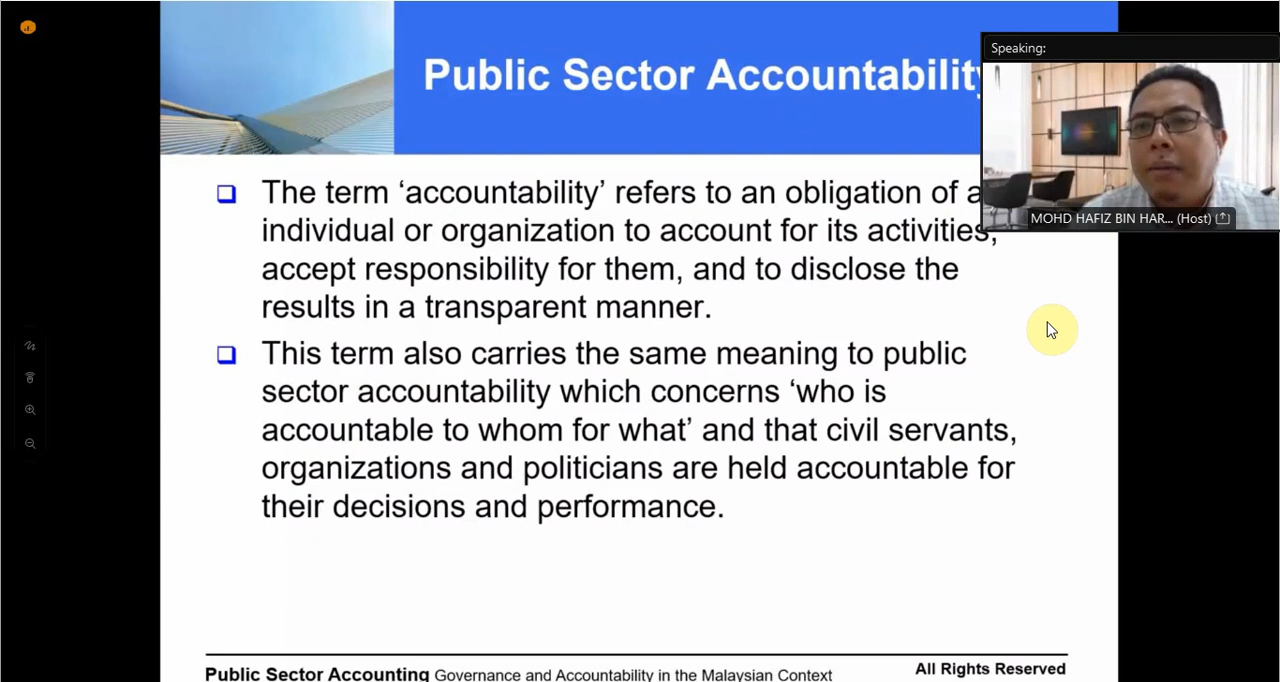 Public Sector Accountability
Speaking:
MOHD HAFIZ BIN HAR... (Host)
❑ The term ‘accountability’ refers to an obligation of a
individual or organization to account for its activities,
accept responsibility for them, and to disclose the
results in a transparent manner.
❑ This term also carries the same meaning to public
sector accountability which concerns ‘who is
accountable to whom for what’ and that civil servants,
organizations and politicians are held accountable for
their decisions and performance.
Public Sector Accounting Governance and Accountability in the Malaysian Context
All Rights Reserved